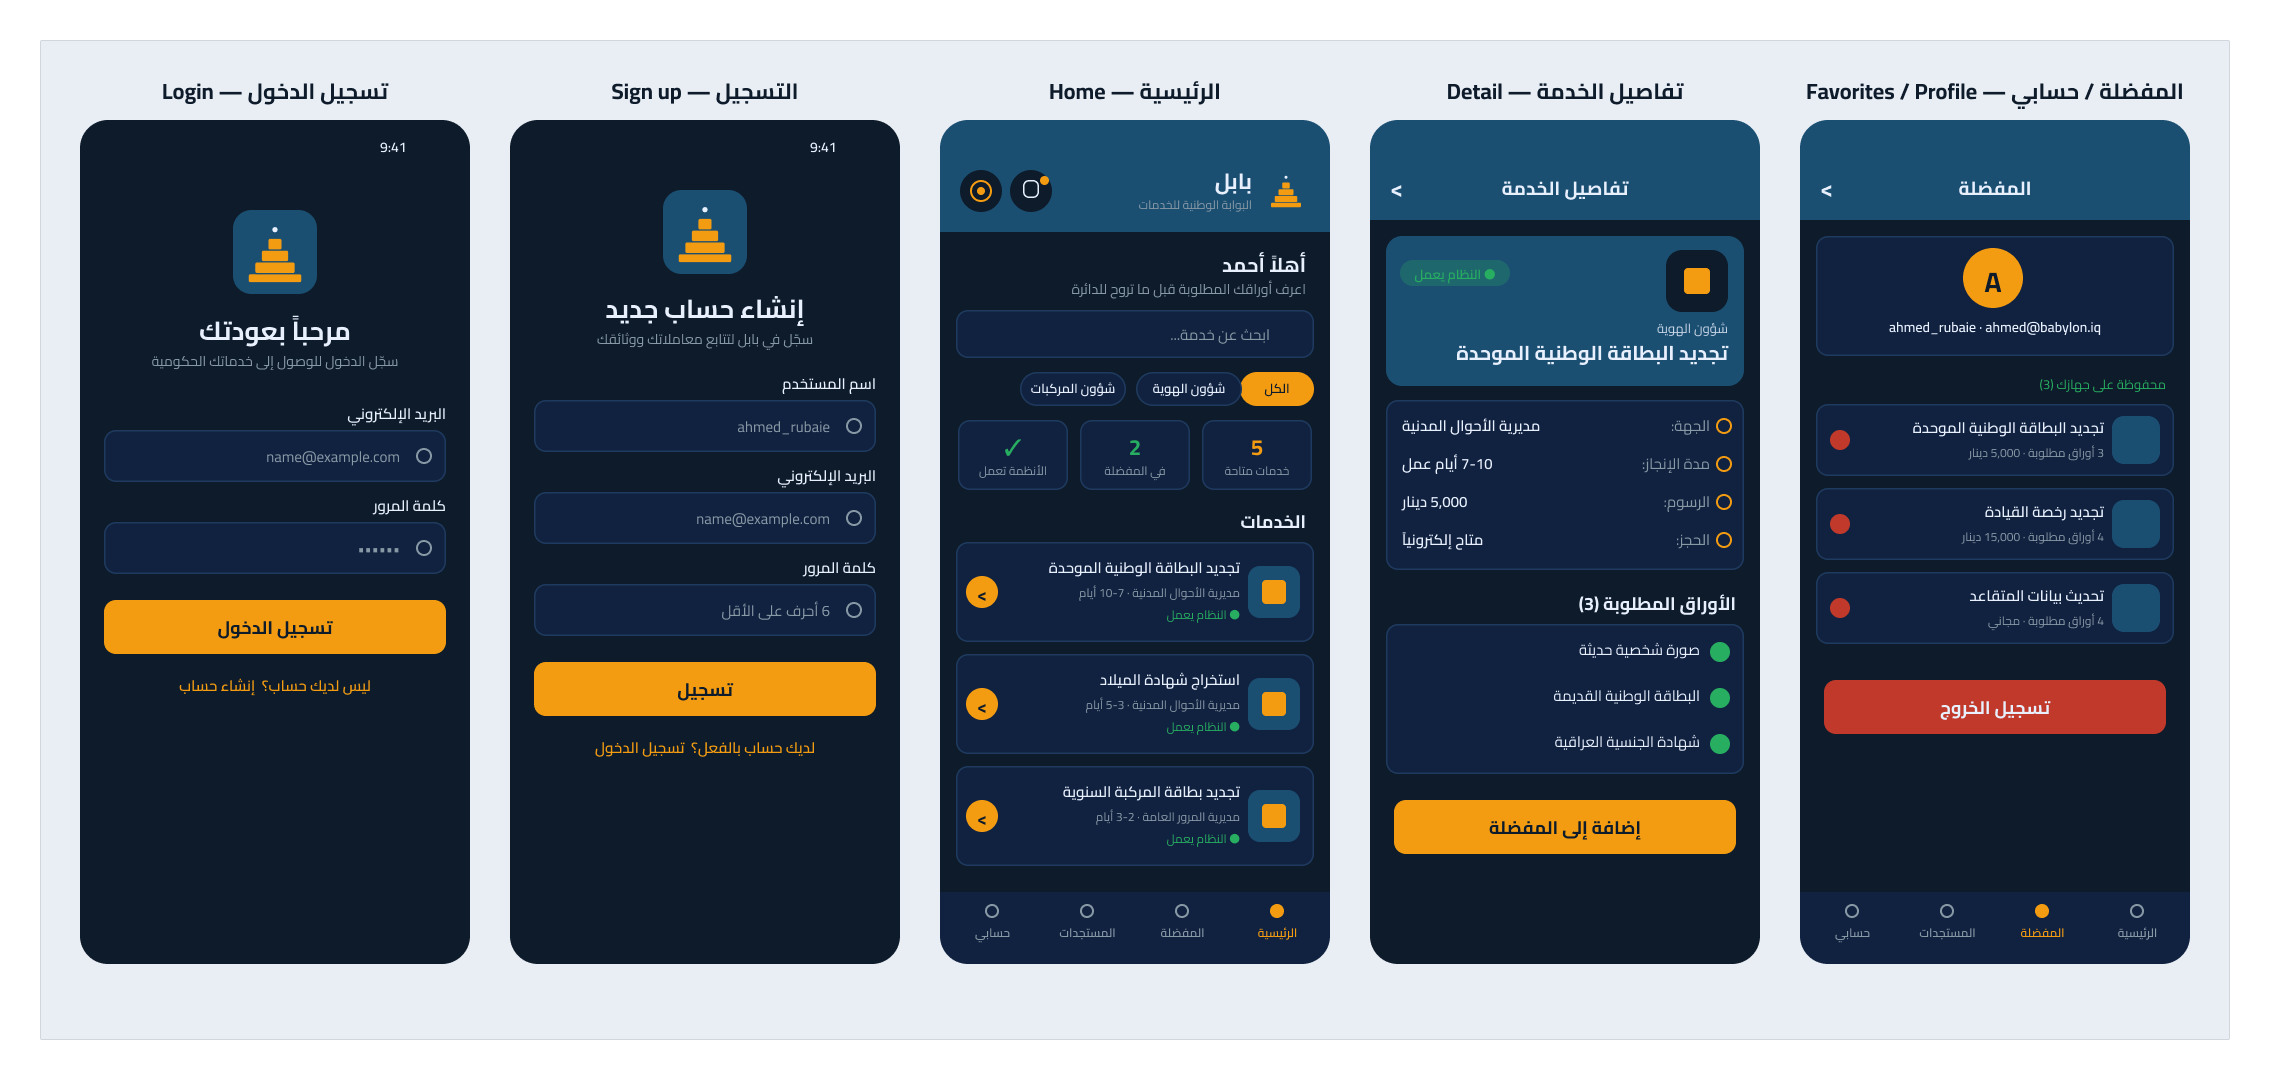 تسجيل الدخول — Login
9:41
مرحباً بعودتك
سجّل الدخول للوصول إلى خدماتك الحكومية
البريد الإلكتروني
name@example.com
كلمة المرور
••••••
تسجيل الدخول
ليس لديك حساب؟ إنشاء حساب
التسجيل — Sign up
9:41
إنشاء حساب جديد
سجّل في بابل لتتابع معاملاتك ووثائقك
اسم المستخدم
ahmed_rubaie
البريد الإلكتروني
name@example.com
كلمة المرور
6 أحرف على الأقل
تسجيل
لديك حساب بالفعل؟ تسجيل الدخول
الرئيسية — Home
بابل
البوابة الوطنية للخدمات
أهلاً أحمد
اعرف أوراقك المطلوبة قبل ما تروح للدائرة
ابحث عن خدمة...
الكل
شؤون الهوية
شؤون المركبات
5
خدمات متاحة
2
في المفضلة
✓
الأنظمة تعمل
الخدمات
تجديد البطاقة الوطنية الموحدة
مديرية الأحوال المدنية · 7-10 أيام
● النظام يعمل
<
استخراج شهادة الميلاد
مديرية الأحوال المدنية · 3-5 أيام
● النظام يعمل
<
تجديد بطاقة المركبة السنوية
مديرية المرور العامة · 2-3 أيام
● النظام يعمل
<
الرئيسية
المفضلة
المستجدات
حسابي
تفاصيل الخدمة — Detail
تفاصيل الخدمة
<
● النظام يعمل
شؤون الهوية
تجديد البطاقة الوطنية الموحدة
الجهة: مديرية الأحوال المدنية
مدة الإنجاز: 7-10 أيام عمل
الرسوم: 5,000 دينار
الحجز: متاح إلكترونياً
الأوراق المطلوبة (3)
صورة شخصية حديثة
البطاقة الوطنية القديمة
شهادة الجنسية العراقية
إضافة إلى المفضلة
المفضلة / حسابي — Favorites / Profile
المفضلة
<
A
ahmed_rubaie · ahmed@babylon.iq
محفوظة على جهازك (3)
تجديد البطاقة الوطنية الموحدة
3 أوراق مطلوبة · 5,000 دينار
تجديد رخصة القيادة
4 أوراق مطلوبة · 15,000 دينار
تحديث بيانات المتقاعد
4 أوراق مطلوبة · مجاني
تسجيل الخروج
الرئيسية
المفضلة
المستجدات
حسابي